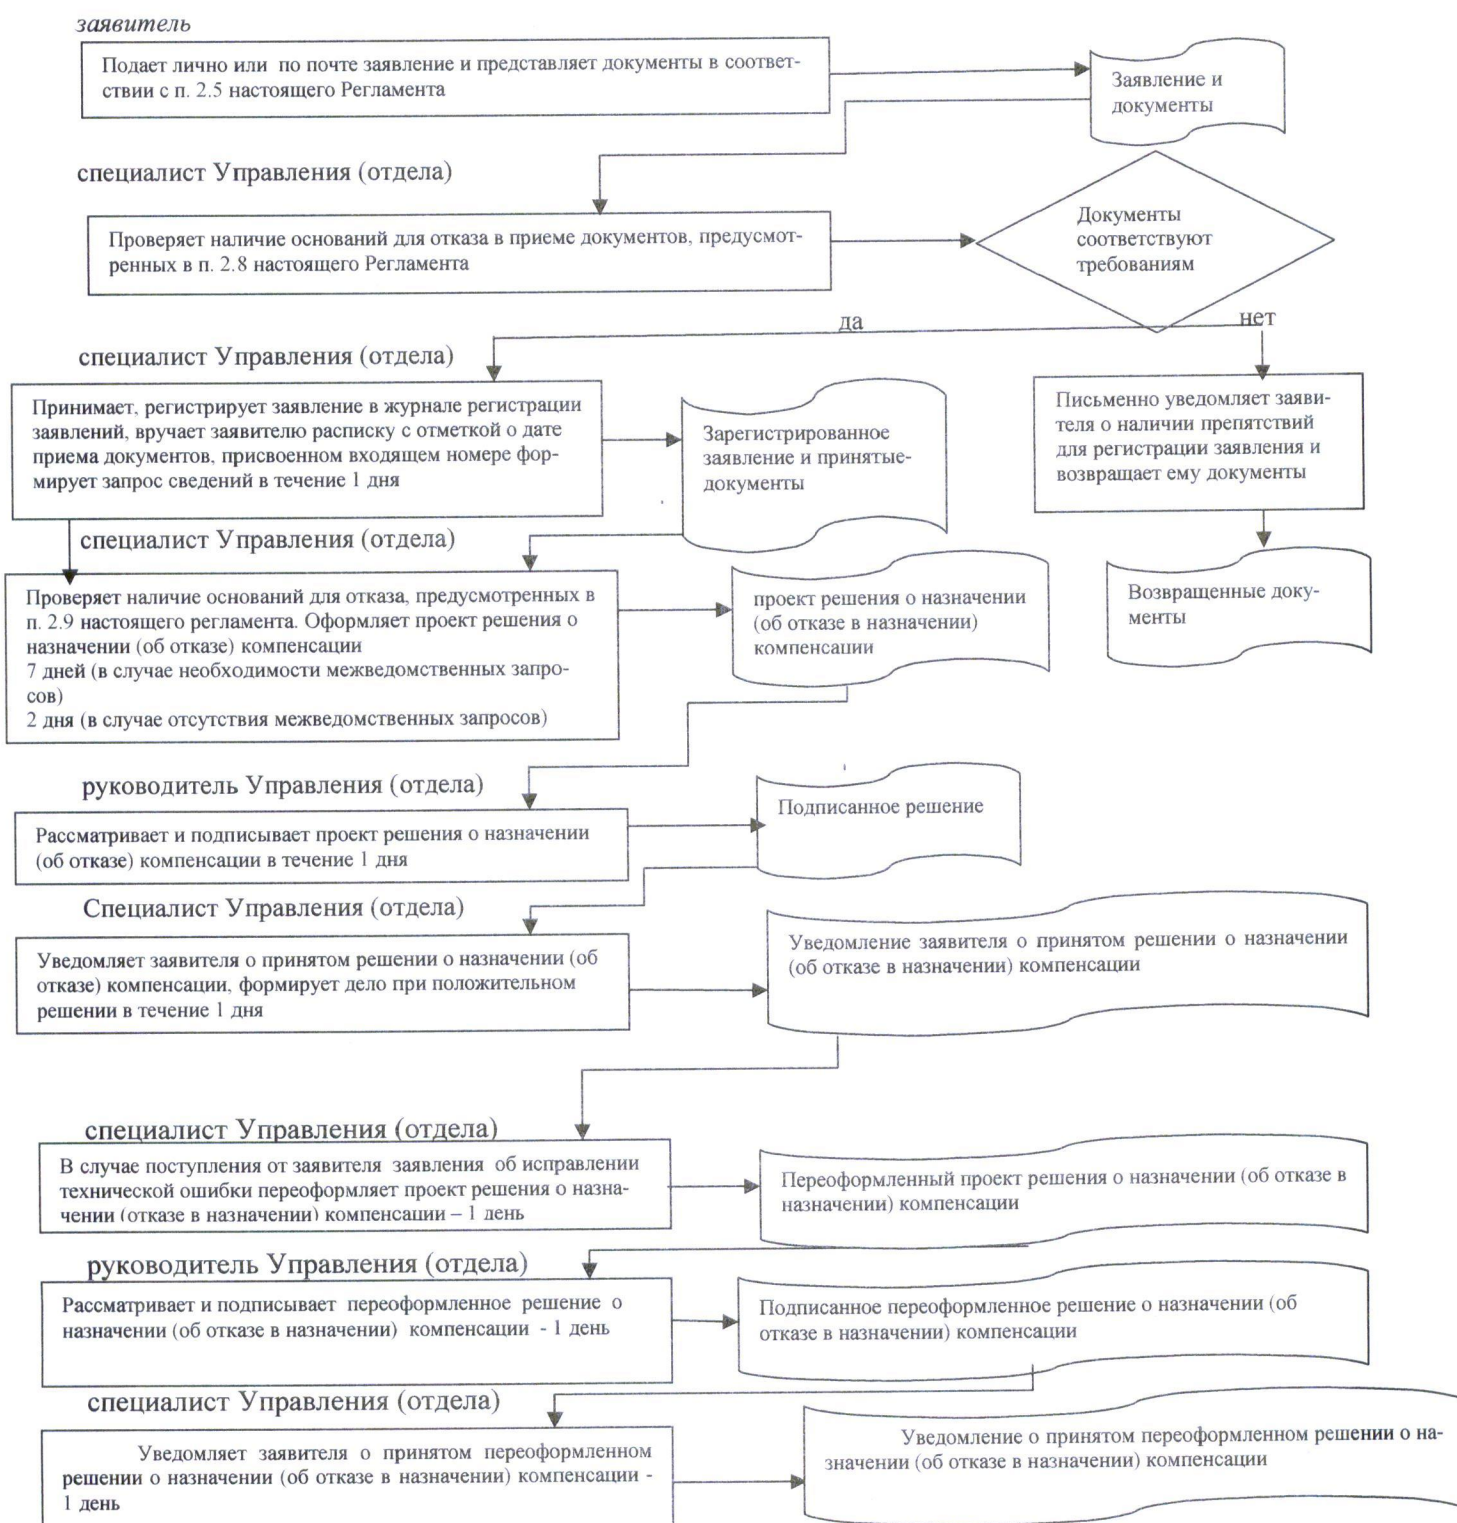 заявитель
Подает лично или по почте заявление и представляет документы в соответ-
ствии с п. 2.5 настоящего Регламента
Заявление и
документы
специалист Управления (отдела)
Проверяет наличие оснований для отказа в приеме документов, предусмот-
ренных в п. 2.8 настоящего Регламента
Документы
соответствуют
требованиям
да
нет
специалист Управления (отдела)
Принимает, регистрирует заявление в журнале регистрации
заявлений, вручает заявителю расписку с отметкой о дате
приема документов, присвоенном входящем номере фор-
мирует запрос сведений в течение 1 дня
Зарегистрированное
заявление и принятые-
документы
Письменно уведомляет заяви-
теля о наличии препятствий
для регистрации заявления и
возвращает ему документы
специалист Управления (отдела)
Проверяет наличие оснований для отказа, предусмотренных в
п. 2.9 настоящего регламента. Оформляет проект решения о
назначении (об отказе) компенсации
7 дней (в случае необходимости межведомственных запро-
сов)
2 дня (в случае отсутствия межведомственных запросов)
проект решения о назначении
(об отказе в назначении)
компенсации
Возвращенные доку-
менты
руководитель Управления (отдела)
Рассматривает и подписывает проект решения о назначении
(об отказе) компенсации в течение 1 дня
Подписанное решение
Специалист Управления (отдела)
Уведомляет заявителя о принятом решении о назначении (об
отказе) компенсации, формирует дело при положительном
решении в течение 1 дня
Уведомление заявителя о принятом решении о назначении
(об отказе в назначении) компенсации
специалист Управления (отдела)
В случае поступления от заявителя заявления об исправлении
технической ошибки переоформляет проект решения о назна-
чении (отказе в назначении) компенсации – 1 день
Переоформленный проект решения о назначении (об отказе в
назначении) компенсации
руководитель Управления (отдела)
Рассматривает и подписывает переоформленное решение о
назначении (об отказе в назначении) компенсации - 1 день
Подписанное переоформленное решение о назначении (об
отказе в назначении) компенсации
специалист Управления (отдела)
Уведомляет заявителя о принятом переоформленном
решении о назначении (об отказе в назначении) компенсации -
1 день
Уведомление о принятом переоформленном решении о на-
значении (об отказе в назначении) компенсации